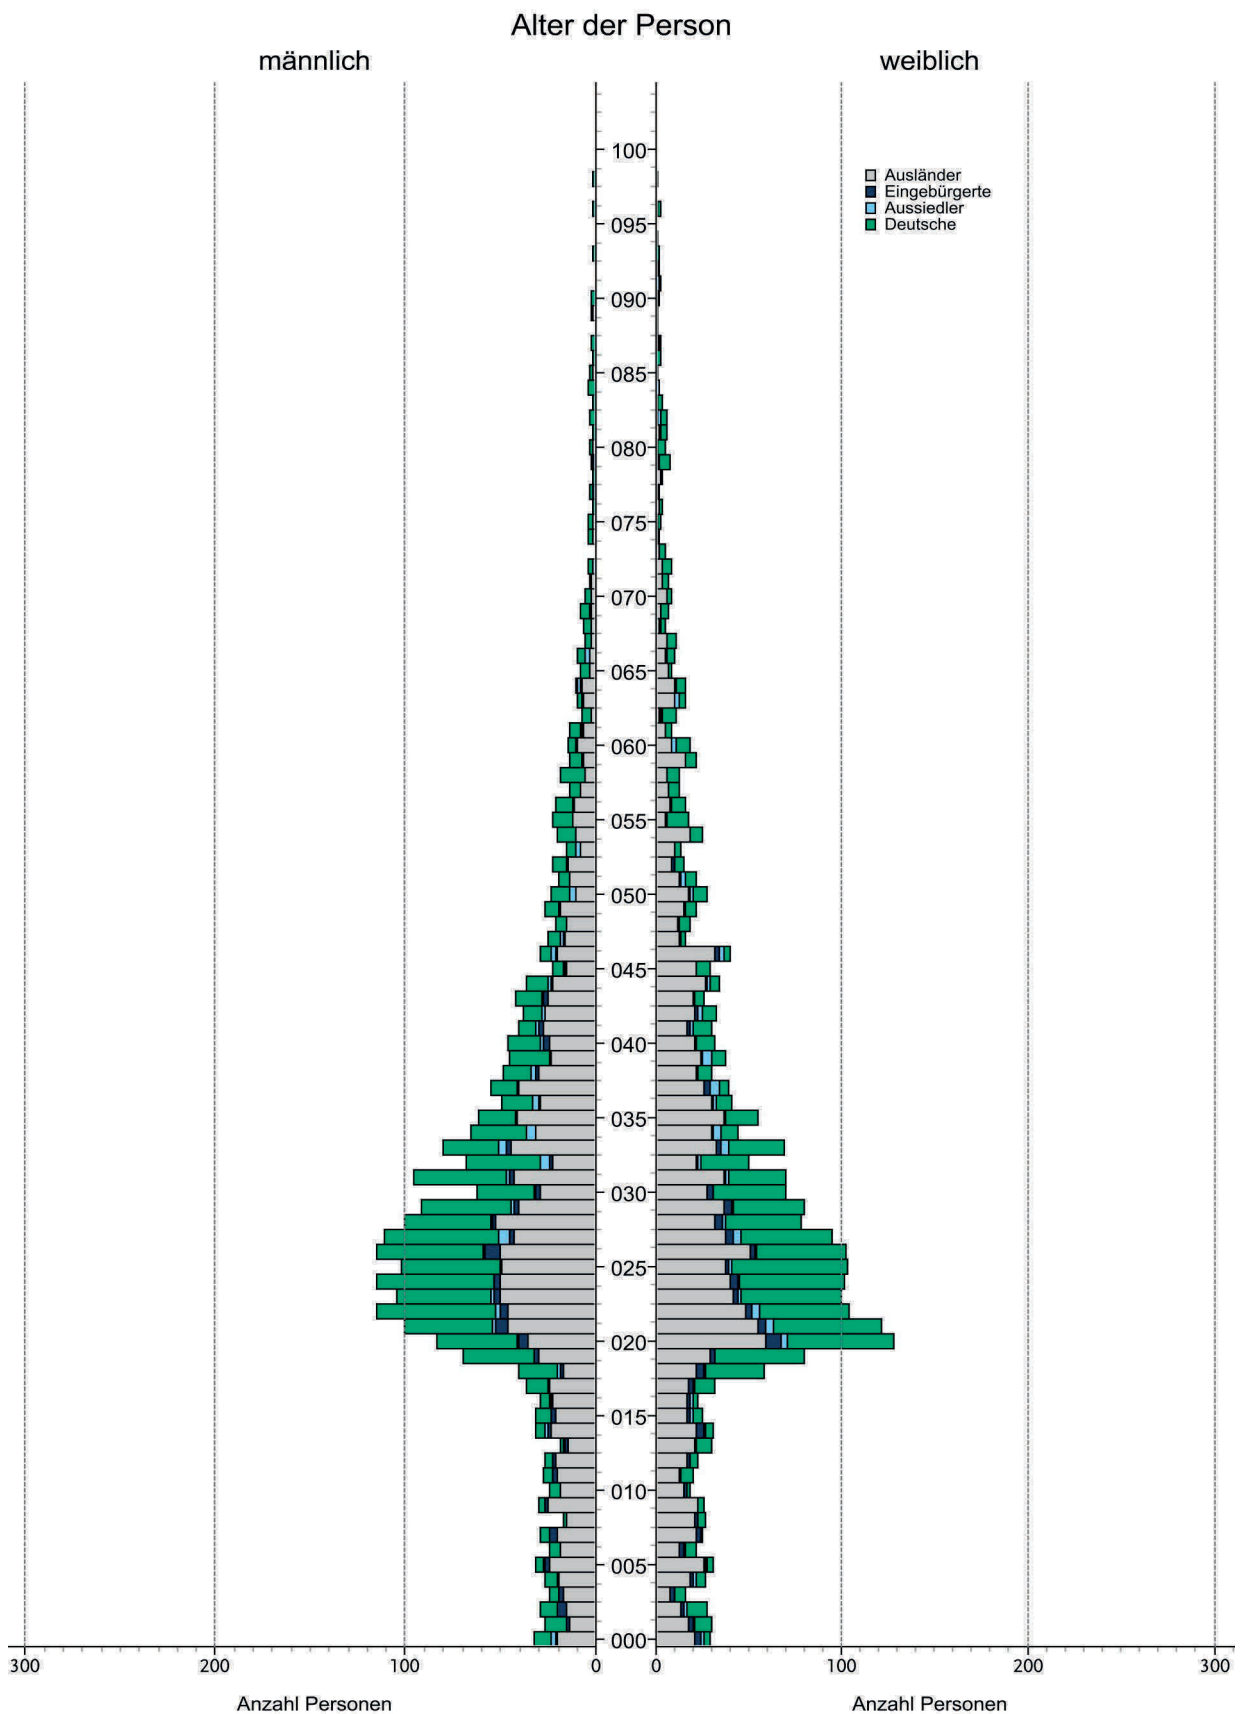 Alter der Person
männlich
weiblich
Ausländer
Eingebürgerte
Aussiedler
Deutsche
100
095
090
085
080
075
070
065
060
055
050
045
040
035
030
025
020
015
010
005
000
300 200 100 0 0 100 200 300
Anzahl Personen Anzahl Personen